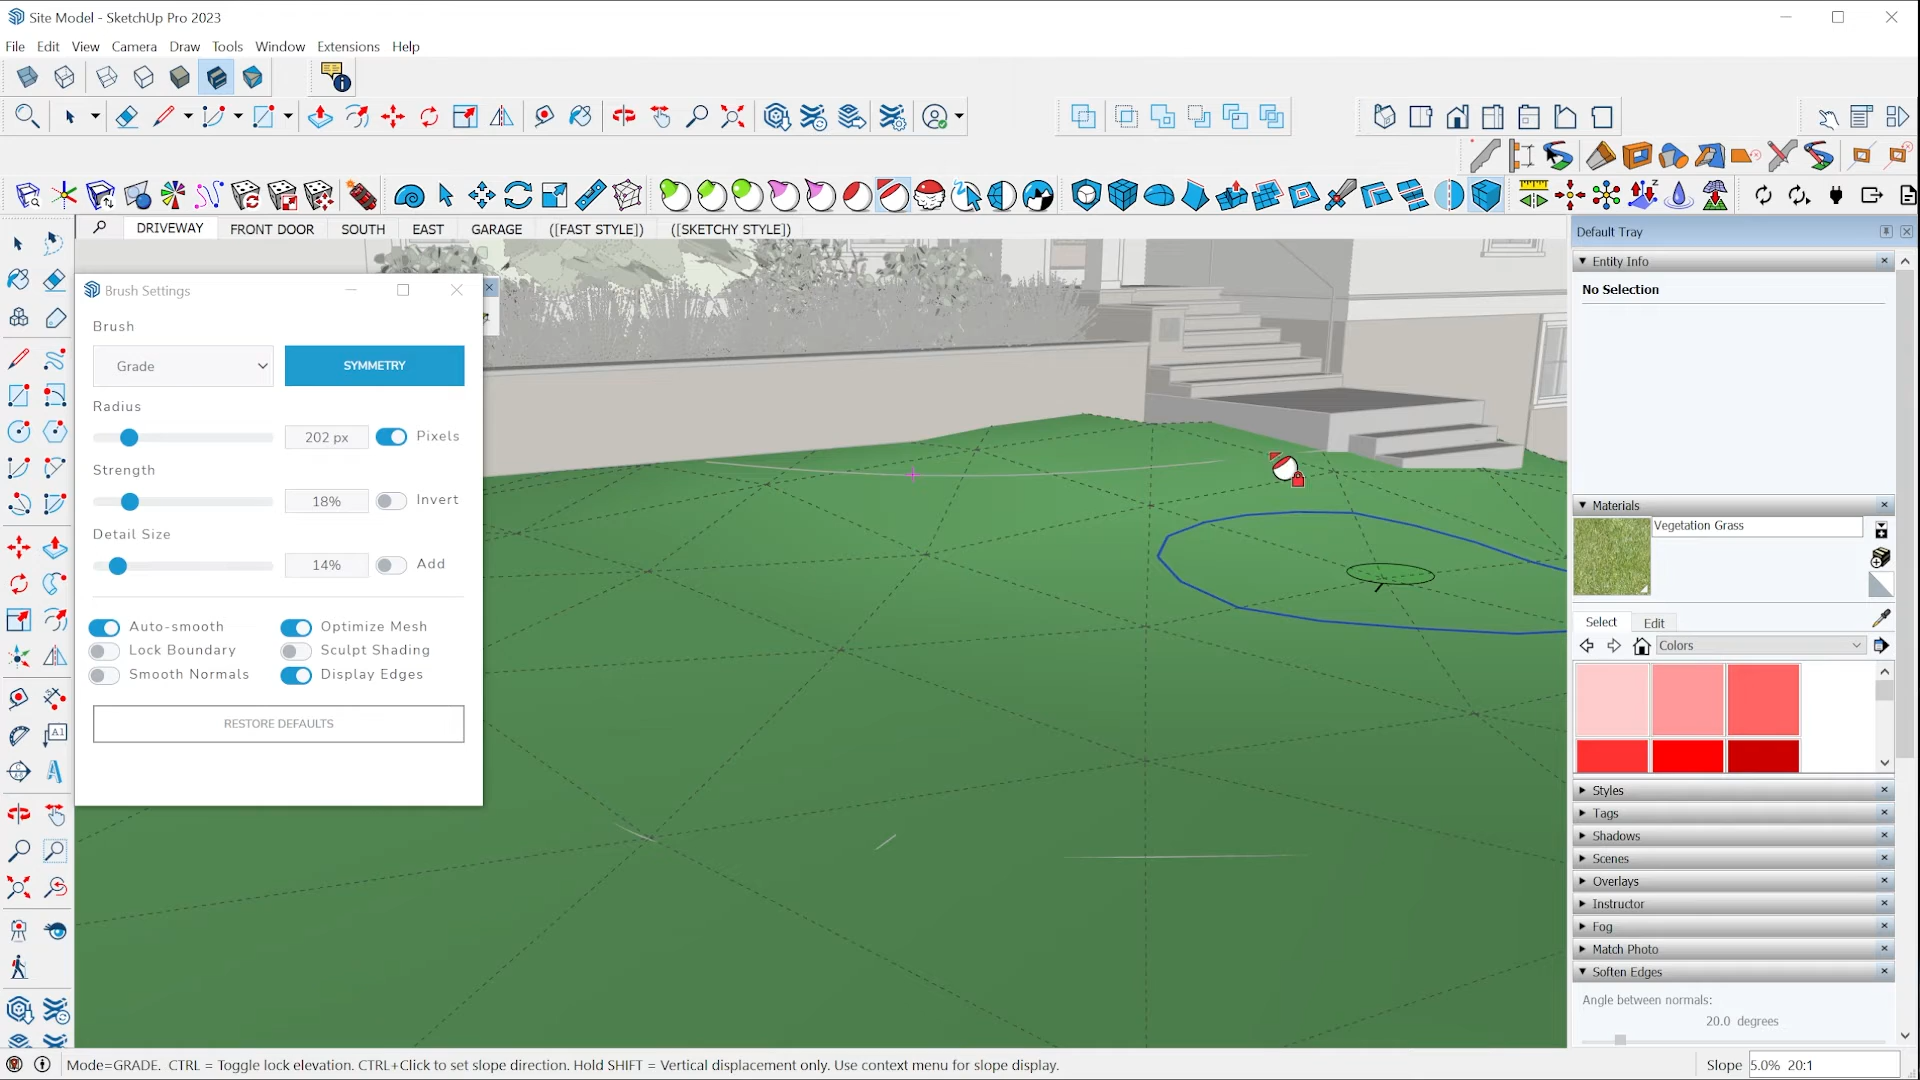 Site Model - SketchUp Pro 2023
File Edit View Camera Draw Tools Window Extensions Help
DRIVEWAY FRONT DOOR SOUTH EAST GARAGE ([FAST STYLE]) ([SKETCHY STYLE])
Brush Settings
Brush
Grade SYMMETRY
Radius
202 px Pixels
Strength
18% Invert
Detail Size
14% Add
Auto-smooth Optimize Mesh
Lock Boundary Sculpt Shading
Smooth Normals Display Edges
RESTORE DEFAULTS
Default Tray
Entity Info
No Selection
Materials
Vegetation Grass
Select Edit
Colors
Styles
Tags
Shadows
Scenes
Overlays
Instructor
Fog
Match Photo
Soften Edges
Angle between normals:
20.0 degrees
Mode=GRADE. CTRL = Toggle lock elevation. CTRL+Click to set slope direction. Hold SHIFT = Vertical displacement only. Use context menu for slope display.
Slope 5.0% 20:1